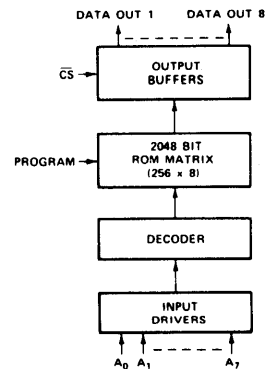 DATA OUT 1 DATA OUT 8
OUTPUT
BUFFERS
C̅S̅
2048 BIT
ROM MATRIX
(256 x 8)
PROGRAM
DECODER
INPUT
DRIVERS
A₀ A₁ A₇